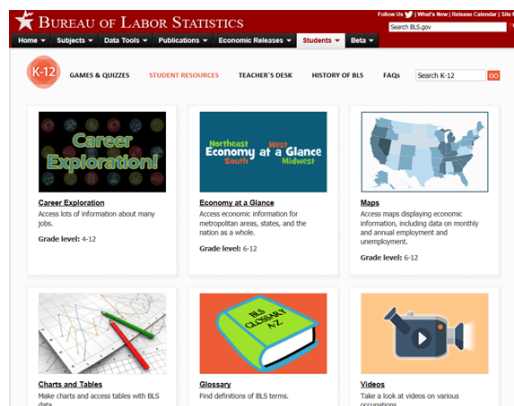 BUREAU OF LABOR STATISTICS
Follow Us | What's New | Release Calendar | Site
Search BLS.gov
Home Subjects Data Tools Publications Economic Releases Students Beta
K-12 GAMES & QUIZZES STUDENT RESOURCES TEACHER'S DESK HISTORY OF BLS FAQs Search K-12 GO
Career
Exploration!
Northeast West
Economy at a Glance
South Midwest
Career Exploration
Access lots of information about many
jobs.
Grade level: 4-12
Economy at a Glance
Access economic information for
metropolitan areas, states, and the
nation as a whole.
Grade level: 6-12
Maps
Access maps displaying economic
information, including data on monthly
and annual employment and
unemployment.
Grade level: 6-12
BLS
GLOSSARY
A-Z
Charts and Tables
Make charts and access tables with BLS
data.
Glossary
Find definitions of BLS terms.
Videos
Take a look at videos on various
occupations.